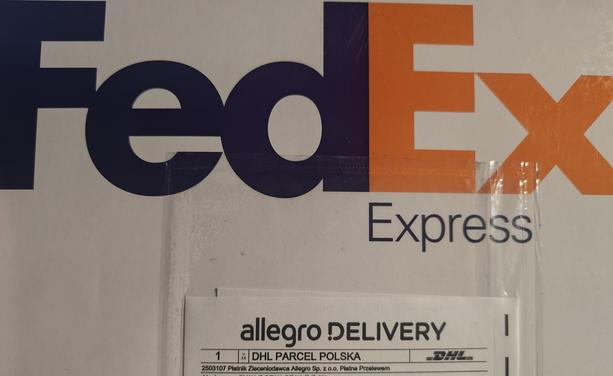 FedEx
Express
allegro DELIVERY
1 DHL PARCEL POLSKA DHL
2503107 Płatnik Zleceniodawca Allegro Sp. z o.o. Płatne Przelewem